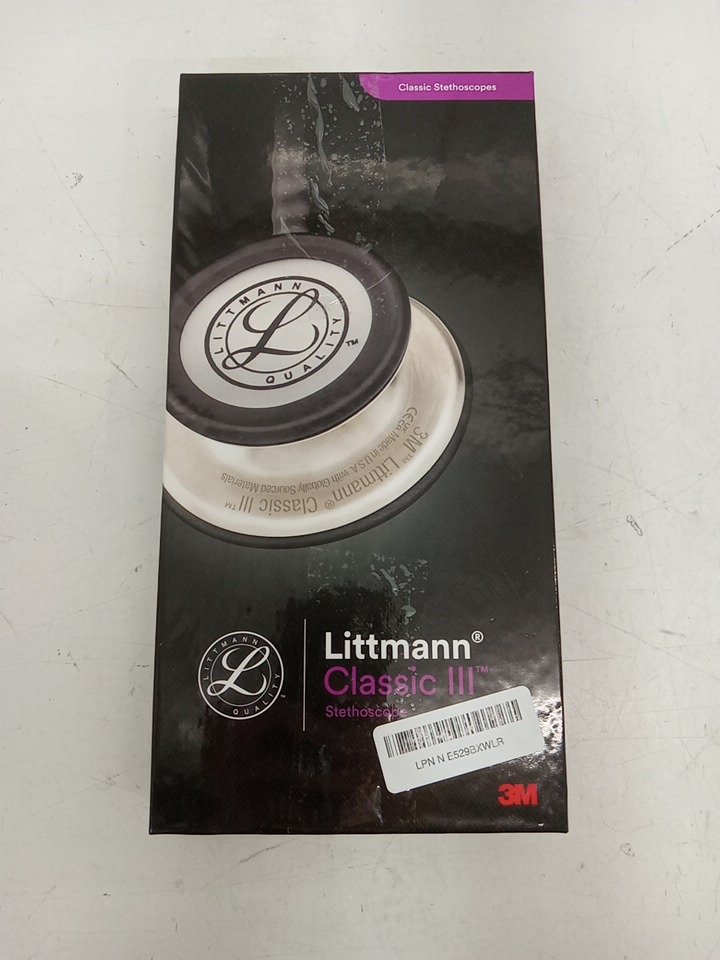 Classic Stethoscopes
LITTMANN
L
QUALITY
™
3M™ Littmann® Classic III™
Made in U.S.A. with Globally Sourced Materials
LITTMANN
L
QUALITY
Littmann®
Classic III™
Stethoscope
LPN N E529BXWLR
3M